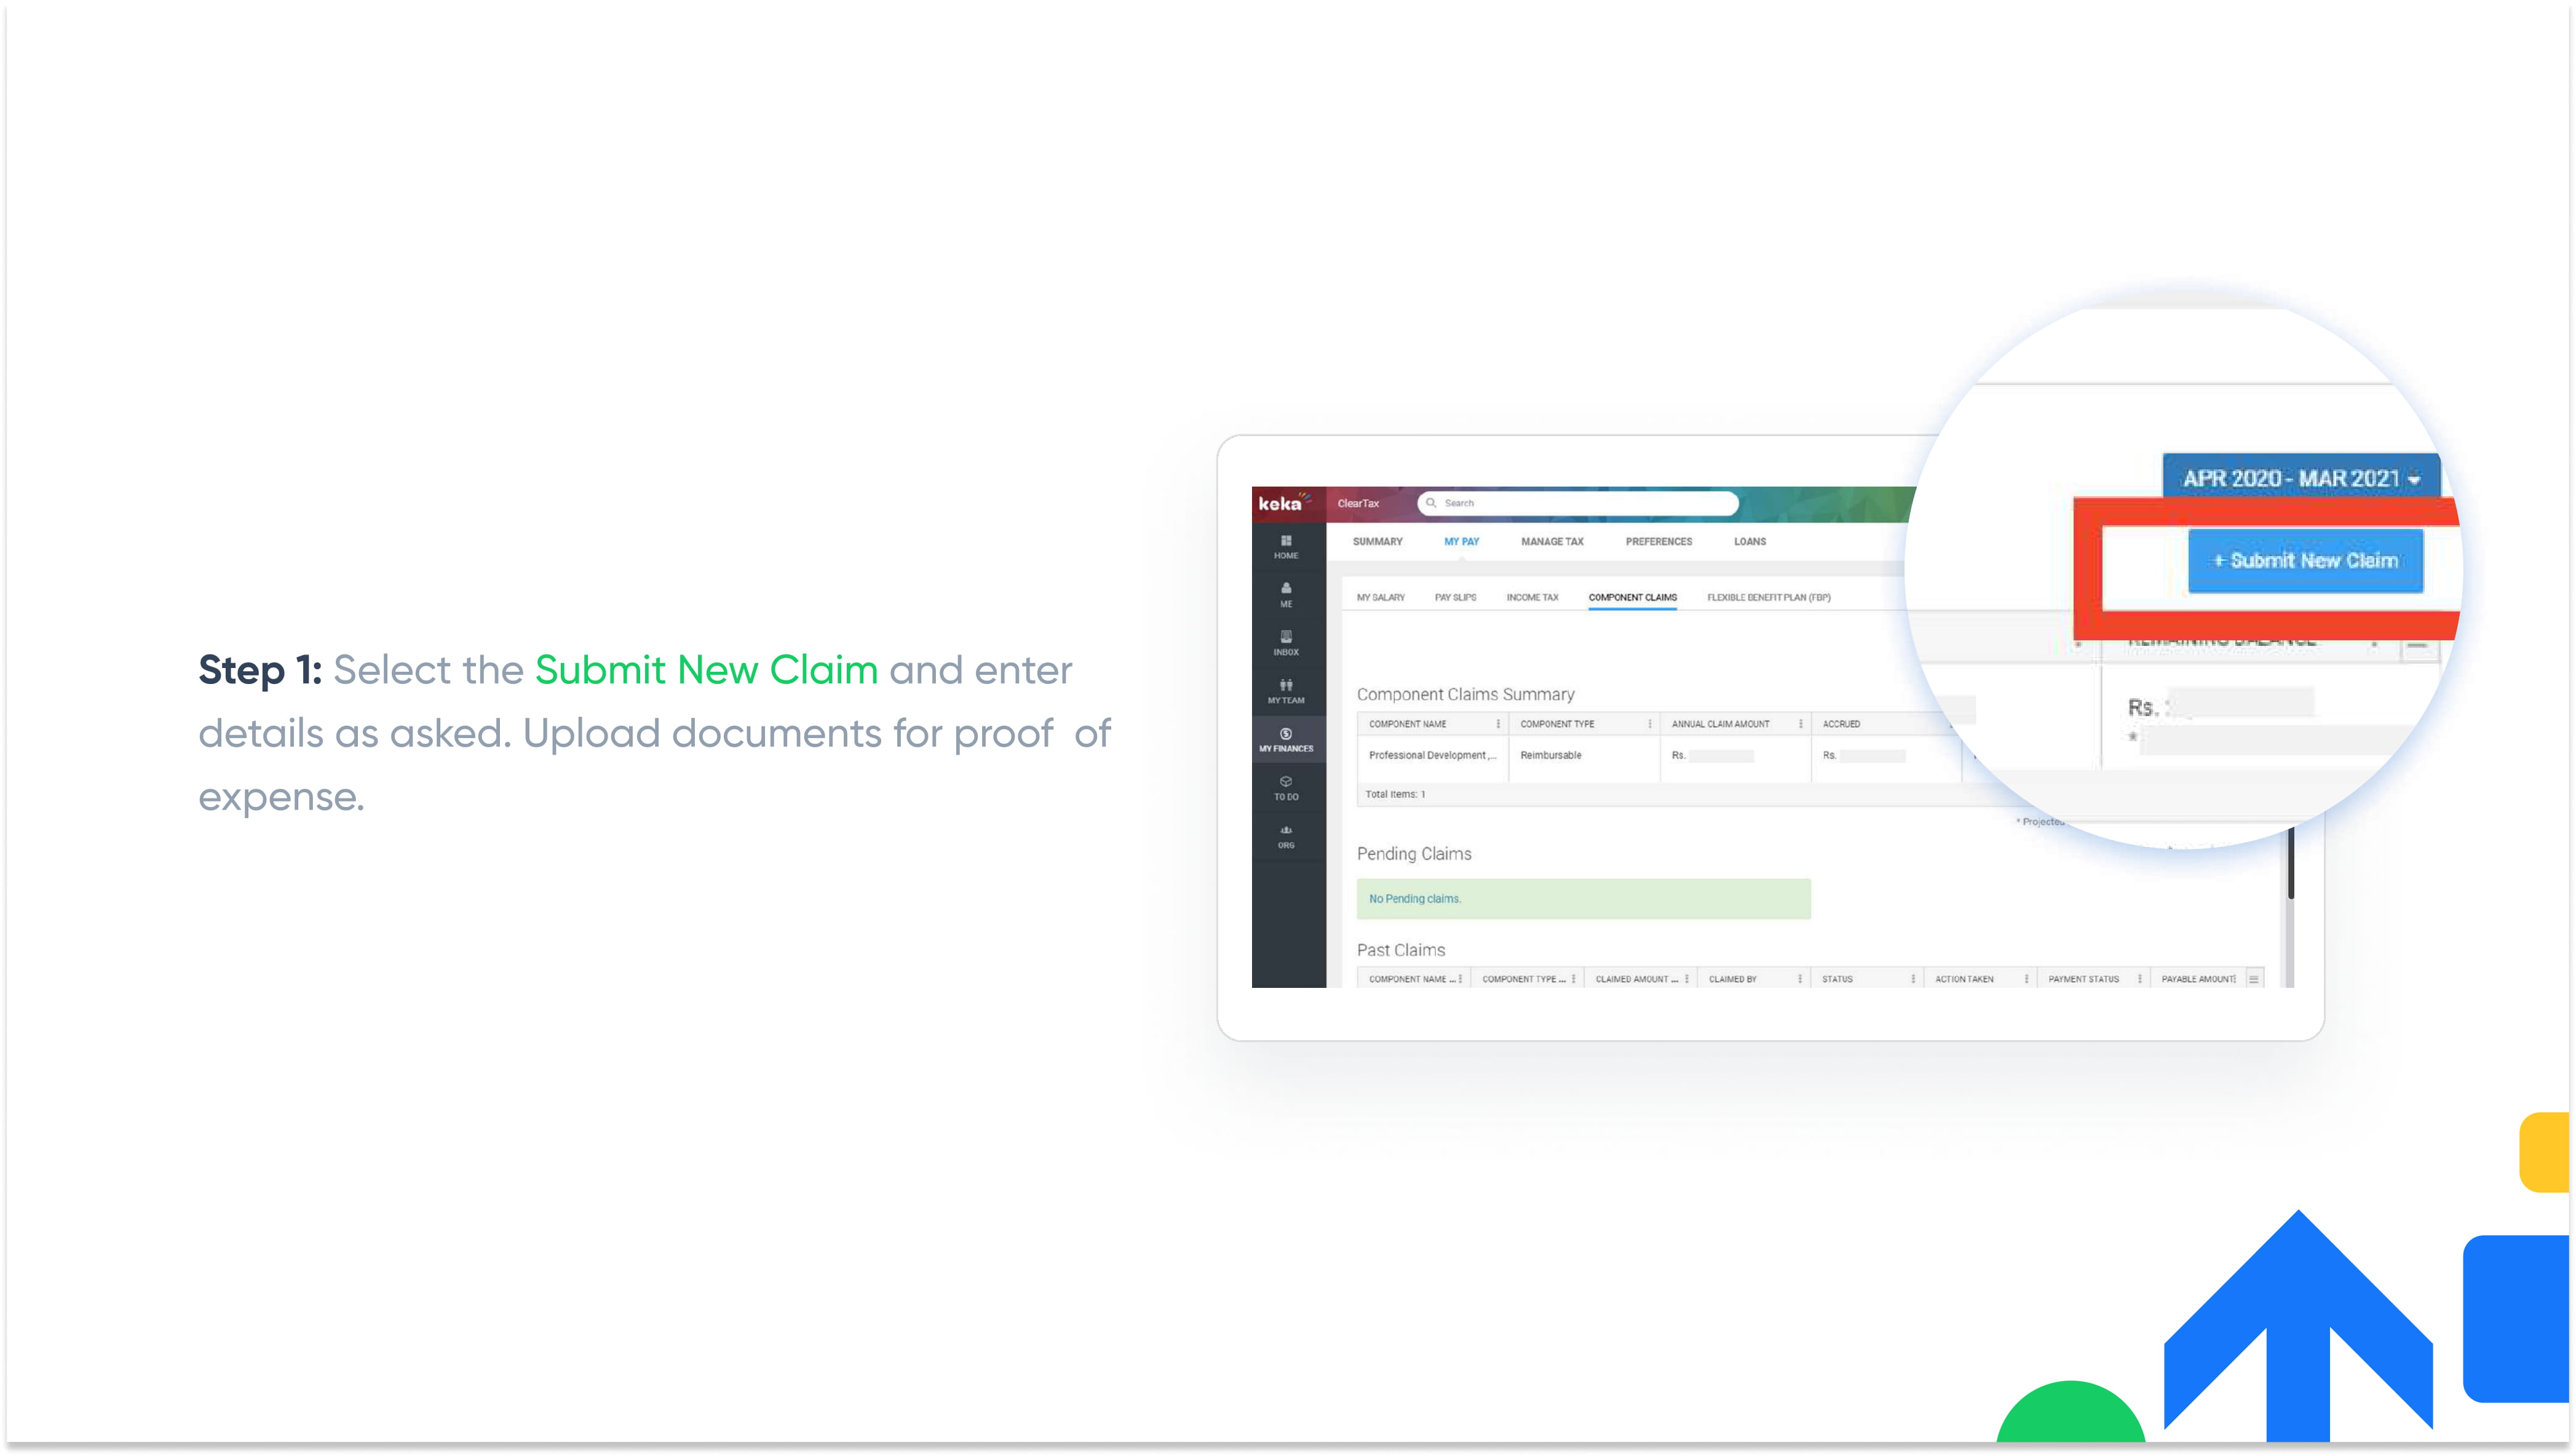 Step 1: Select the Submit New Claim and enter
details as asked. Upload documents for proof of
expense.
keka ClearTax Search
HOME
ME
INBOX
MY TEAM
MY FINANCES
TO DO
ORG
SUMMARY MY PAY MANAGE TAX PREFERENCES LOANS
MY SALARY PAY SLIPS INCOME TAX COMPONENT CLAIMS FLEXIBLE BENEFIT PLAN (FBP)
APR 2020 - MAR 2021
+ Submit New Claim
REMAINING BALANCE
Rs.
*
Component Claims Summary
COMPONENT NAME COMPONENT TYPE ANNUAL CLAIM AMOUNT ACCRUED
Professional Development ,... Reimbursable Rs. Rs.
Total Items: 1
* Projected
Pending Claims
No Pending claims.
Past Claims
COMPONENT NAME ... COMPONENT TYPE ... CLAIMED AMOUNT ... CLAIMED BY STATUS ACTION TAKEN PAYMENT STATUS PAYABLE AMOUNT